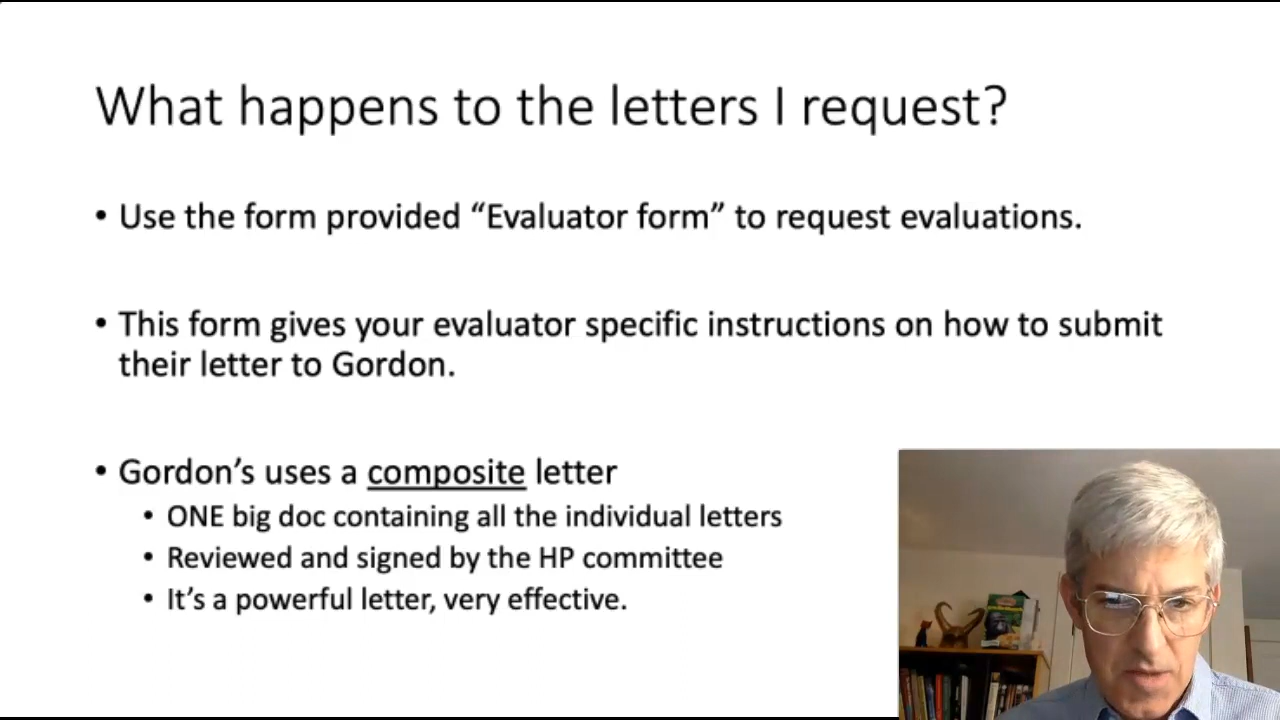 What happens to the letters I request?
• Use the form provided “Evaluator form” to request evaluations.
• This form gives your evaluator specific instructions on how to submit
their letter to Gordon.
• Gordon’s uses a composite letter
• ONE big doc containing all the individual letters
• Reviewed and signed by the HP committee
• It’s a powerful letter, very effective.